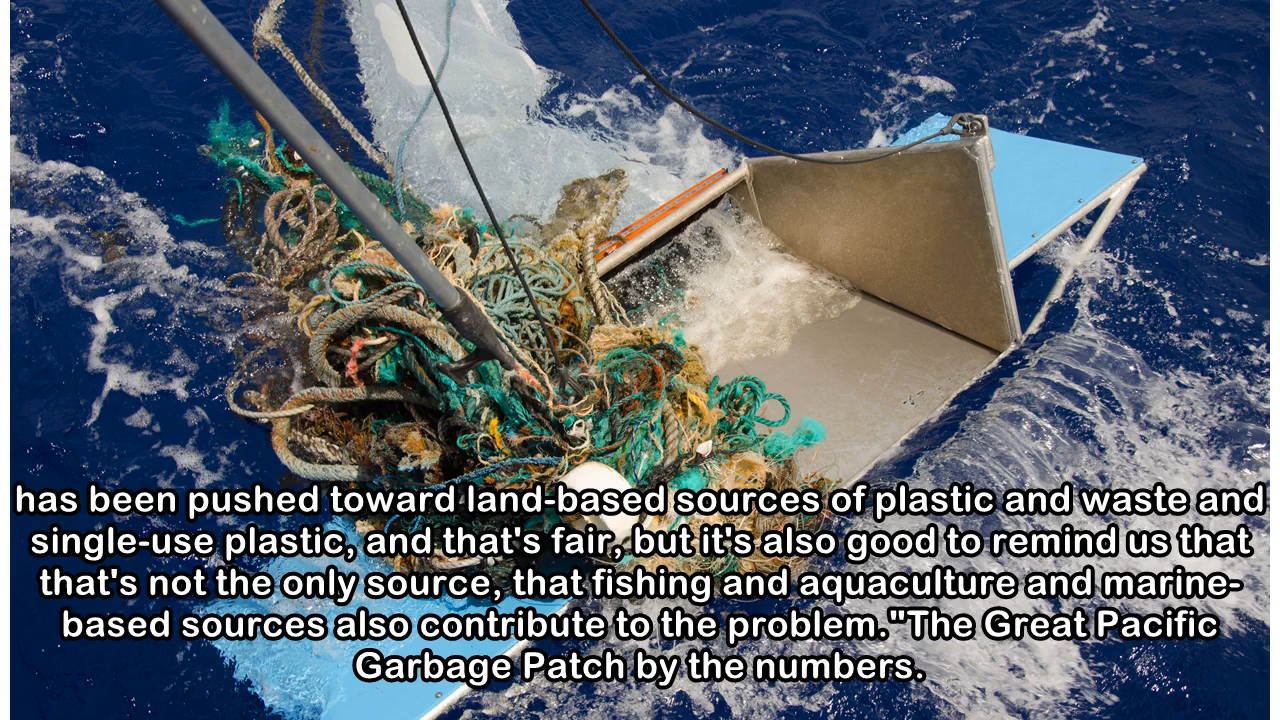 has been pushed toward land-based sources of plastic and waste and
single-use plastic, and that's fair, but it's also good to remind us that
that's not the only source, that fishing and aquaculture and marine-
based sources also contribute to the problem."The Great Pacific
Garbage Patch by the numbers.